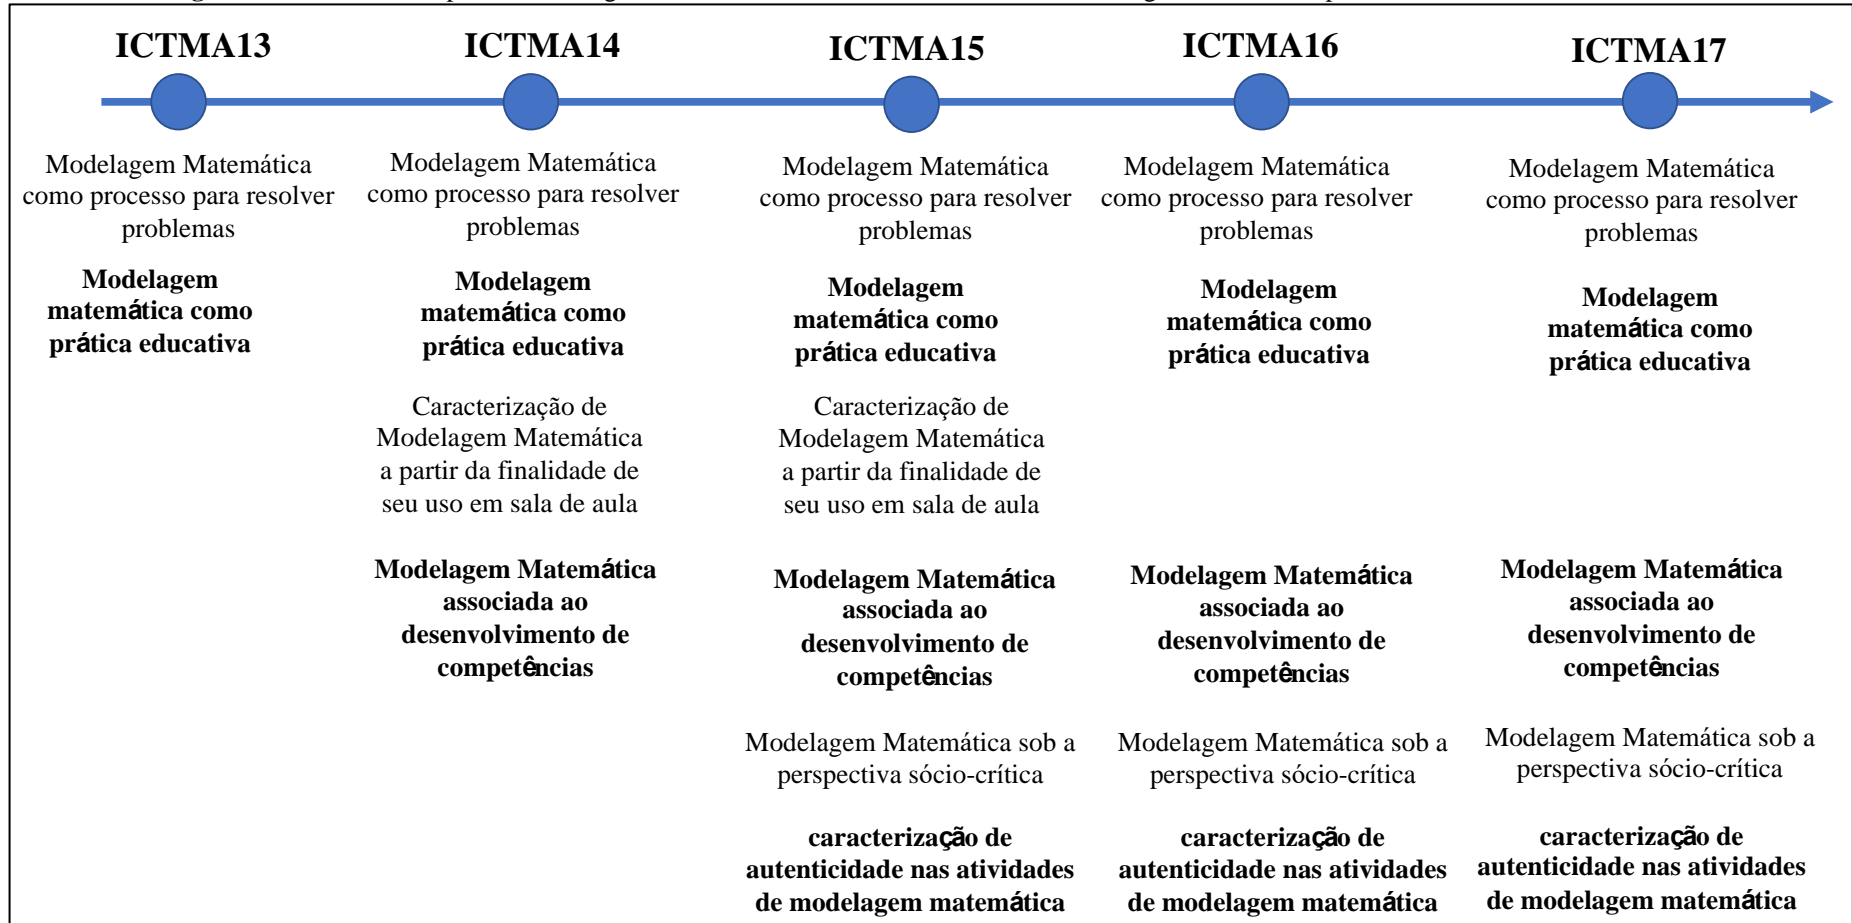 ICTMA13
ICTMA14
ICTMA15
ICTMA16
ICTMA17
Modelagem Matemática
como processo para resolver
problemas
Modelagem Matemática
como processo para resolver
problemas
Modelagem Matemática
como processo para resolver
problemas
Modelagem Matemática
como processo para resolver
problemas
Modelagem Matemática
como processo para resolver
problemas
Modelagem
matemática como
prática educativa
Modelagem
matemática como
prática educativa
Modelagem
matemática como
prática educativa
Modelagem
matemática como
prática educativa
Modelagem
matemática como
prática educativa
Caracterização de
Modelagem Matemática
a partir da finalidade de
seu uso em sala de aula
Caracterização de
Modelagem Matemática
a partir da finalidade de
seu uso em sala de aula
Modelagem Matemática
associada ao
desenvolvimento de
competências
Modelagem Matemática
associada ao
desenvolvimento de
competências
Modelagem Matemática
associada ao
desenvolvimento de
competências
Modelagem Matemática
associada ao
desenvolvimento de
competências
Modelagem Matemática sob a
perspectiva sócio-crítica
Modelagem Matemática sob a
perspectiva sócio-crítica
Modelagem Matemática sob a
perspectiva sócio-crítica
caracterização de
autenticidade nas atividades
de modelagem matemática
caracterização de
autenticidade nas atividades
de modelagem matemática
caracterização de
autenticidade nas atividades
de modelagem matemática